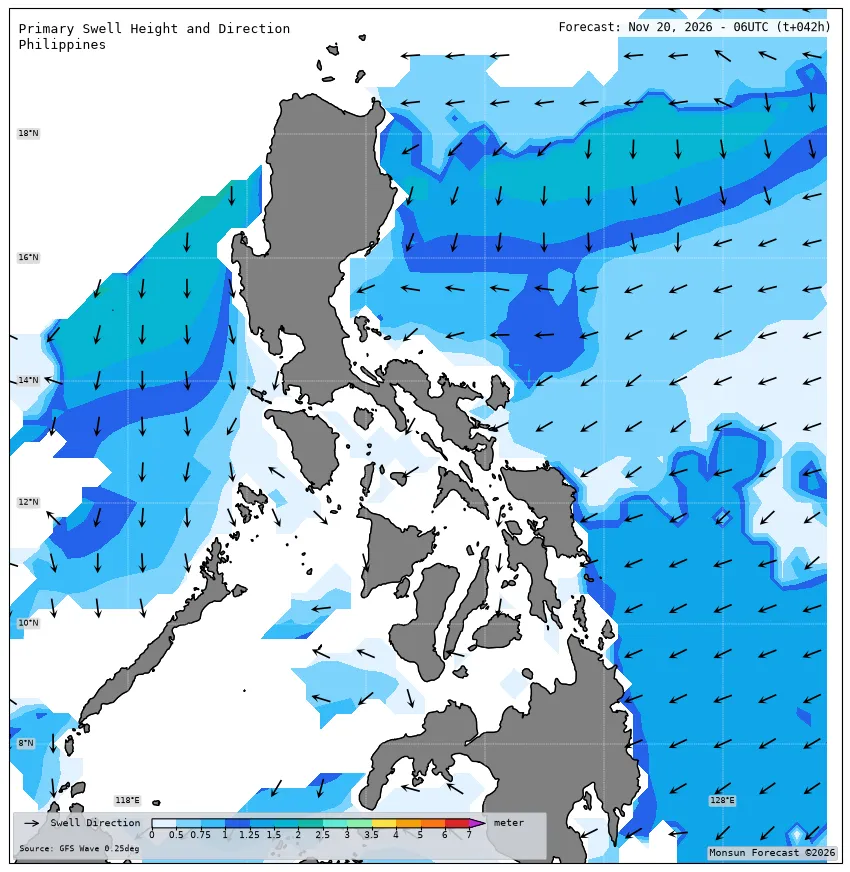 Primary Swell Height and Direction
Philippines
Forecast: Nov 20, 2026 - 06UTC (t+042h)
18°N
16°N
14°N
12°N
10°N
8°N
118°E
128°E
Swell Direction
0 0.5 0.75 1 1.25 1.5 2 2.5 3 3.5 4 5 6 7
meter
Source: GFS Wave 0.25deg
Monsun Forecast ©2026